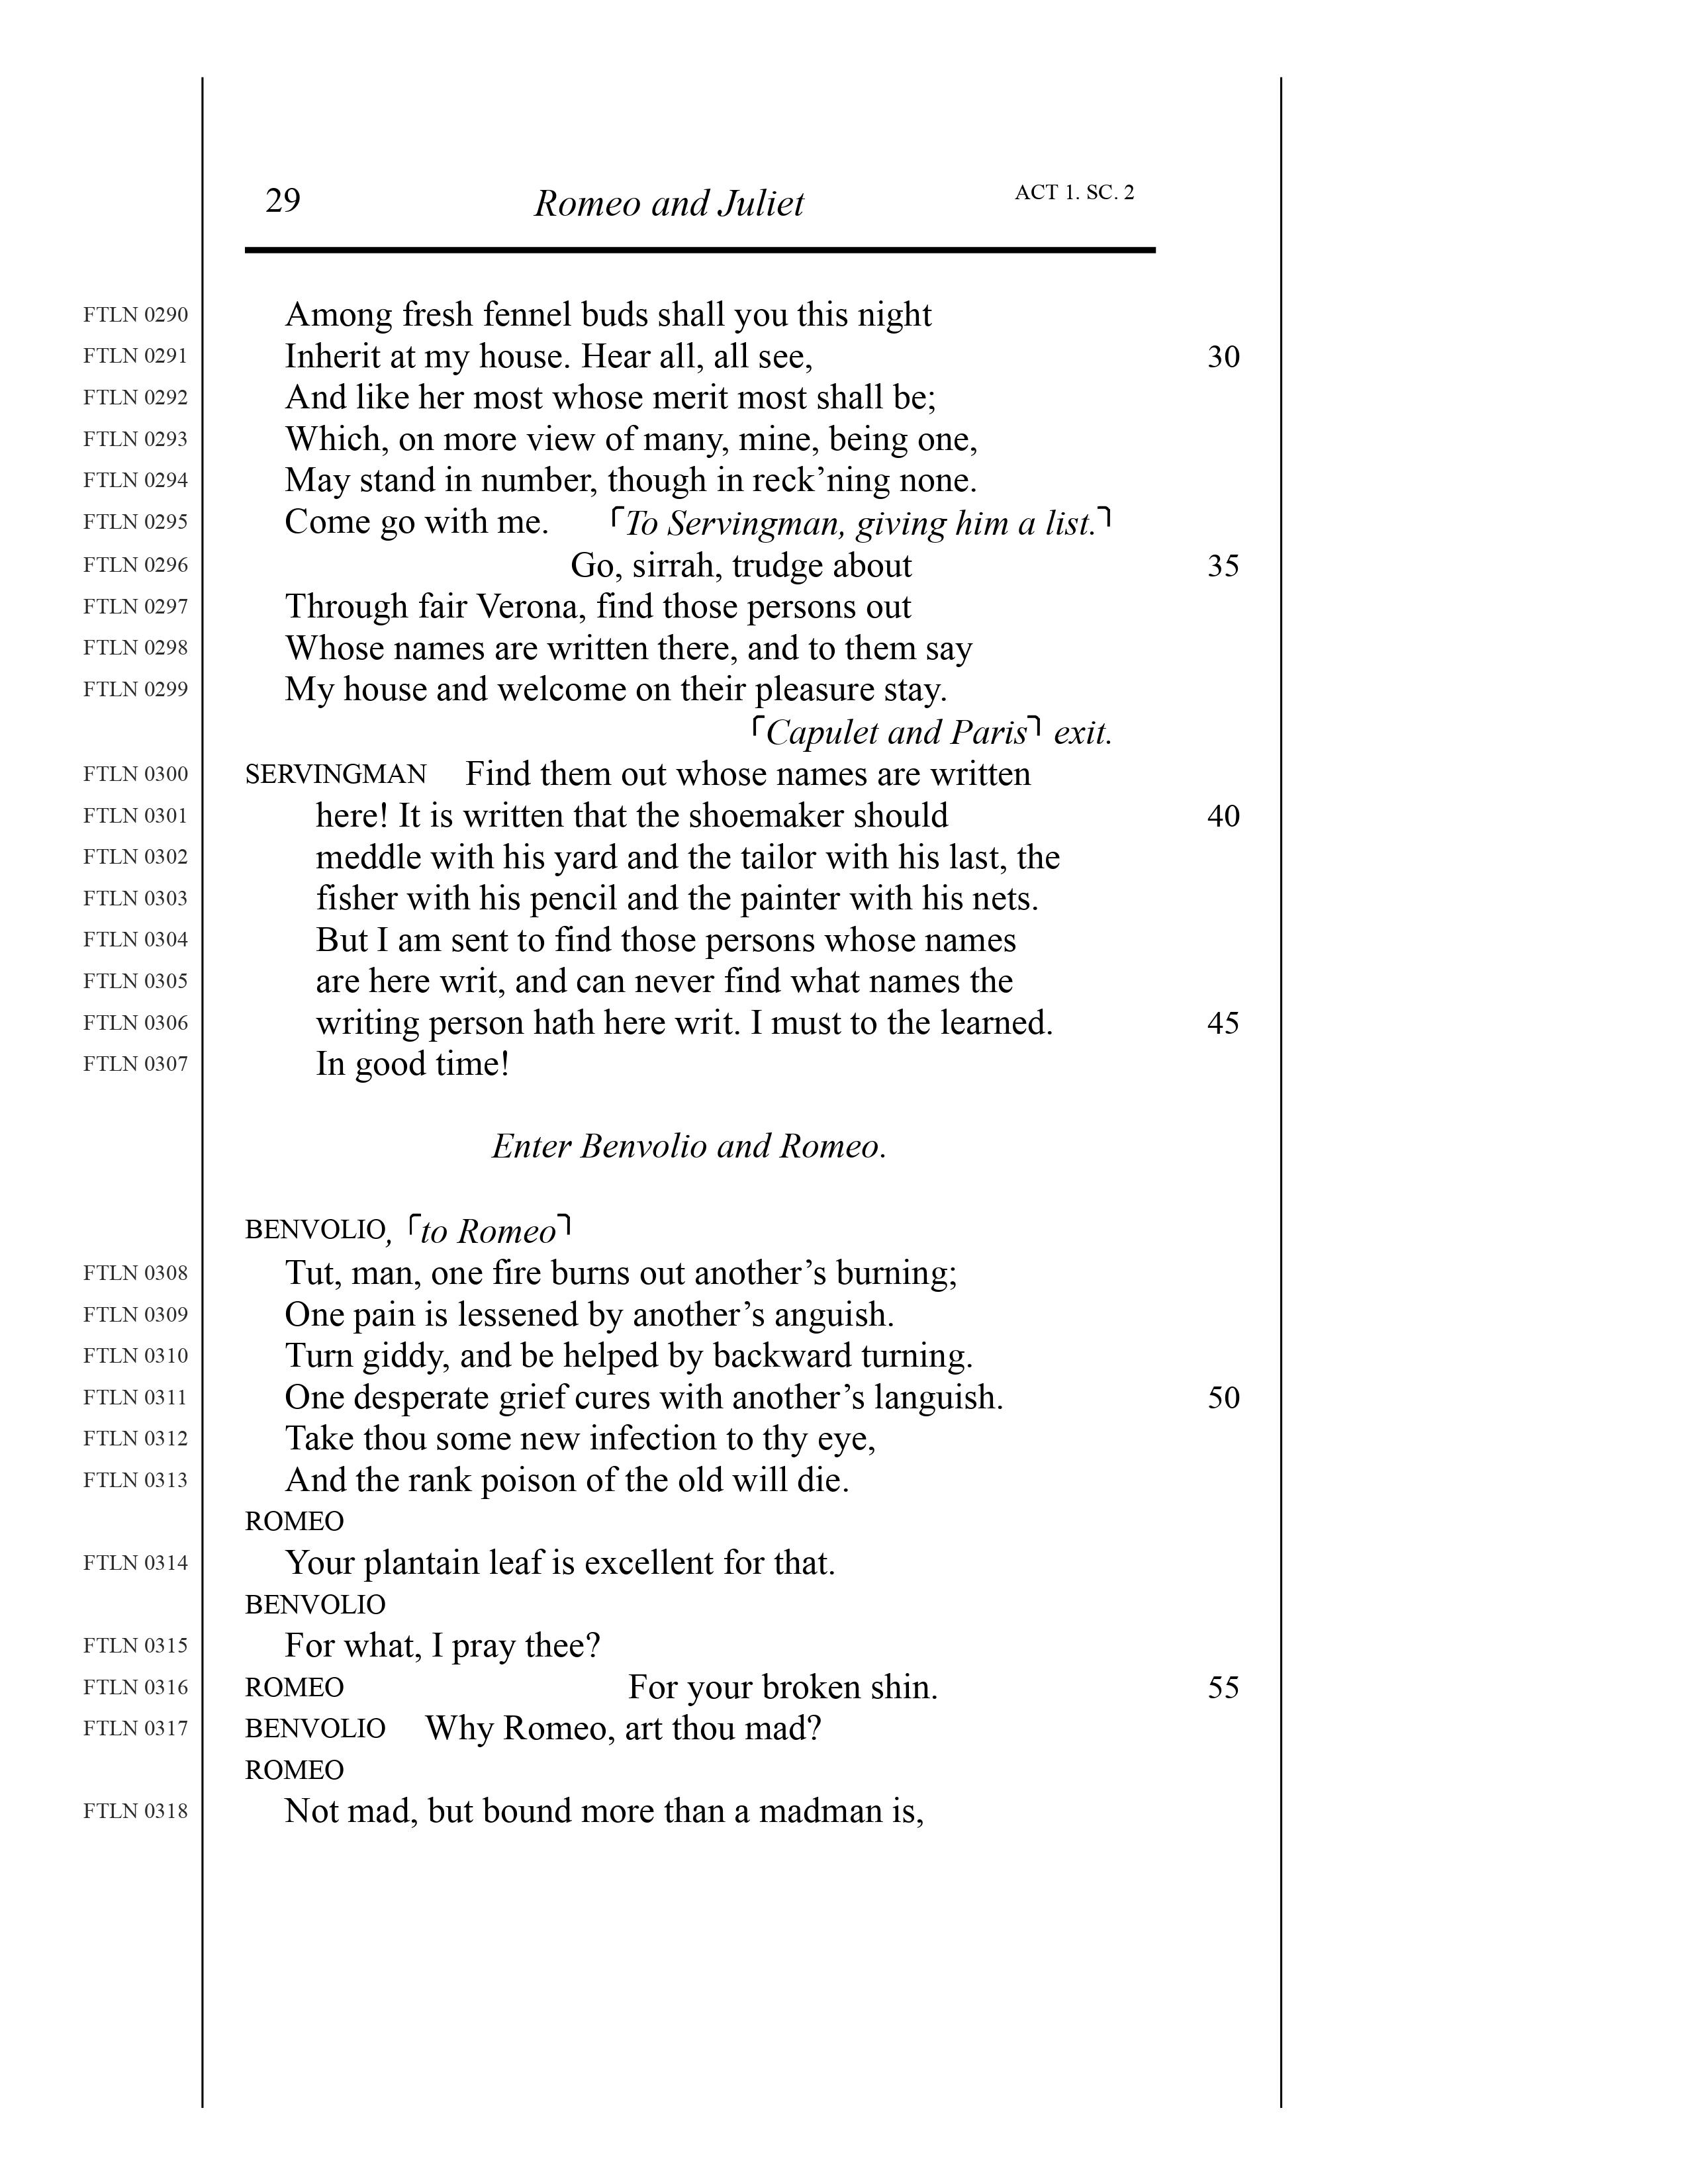 29 Romeo and Juliet ACT 1. SC. 2
FTLN 0290 Among fresh fennel buds shall you this night
FTLN 0291 Inherit at my house. Hear all, all see, 30
FTLN 0292 And like her most whose merit most shall be;
FTLN 0293 Which, on more view of many, mine, being one,
FTLN 0294 May stand in number, though in reck’ning none.
FTLN 0295 Come go with me. ⌜To Servingman, giving him a list.⌝
FTLN 0296 Go, sirrah, trudge about 35
FTLN 0297 Through fair Verona, find those persons out
FTLN 0298 Whose names are written there, and to them say
FTLN 0299 My house and welcome on their pleasure stay.
⌜Capulet and Paris⌝ exit.
FTLN 0300 SERVINGMAN Find them out whose names are written
FTLN 0301 here! It is written that the shoemaker should 40
FTLN 0302 meddle with his yard and the tailor with his last, the
FTLN 0303 fisher with his pencil and the painter with his nets.
FTLN 0304 But I am sent to find those persons whose names
FTLN 0305 are here writ, and can never find what names the
FTLN 0306 writing person hath here writ. I must to the learned. 45
FTLN 0307 In good time!
Enter Benvolio and Romeo.
BENVOLIO, ⌜to Romeo⌝
FTLN 0308 Tut, man, one fire burns out another’s burning;
FTLN 0309 One pain is lessened by another’s anguish.
FTLN 0310 Turn giddy, and be helped by backward turning.
FTLN 0311 One desperate grief cures with another’s languish. 50
FTLN 0312 Take thou some new infection to thy eye,
FTLN 0313 And the rank poison of the old will die.
ROMEO
FTLN 0314 Your plantain leaf is excellent for that.
BENVOLIO
FTLN 0315 For what, I pray thee?
FTLN 0316 ROMEO For your broken shin. 55
FTLN 0317 BENVOLIO Why Romeo, art thou mad?
ROMEO
FTLN 0318 Not mad, but bound more than a madman is,